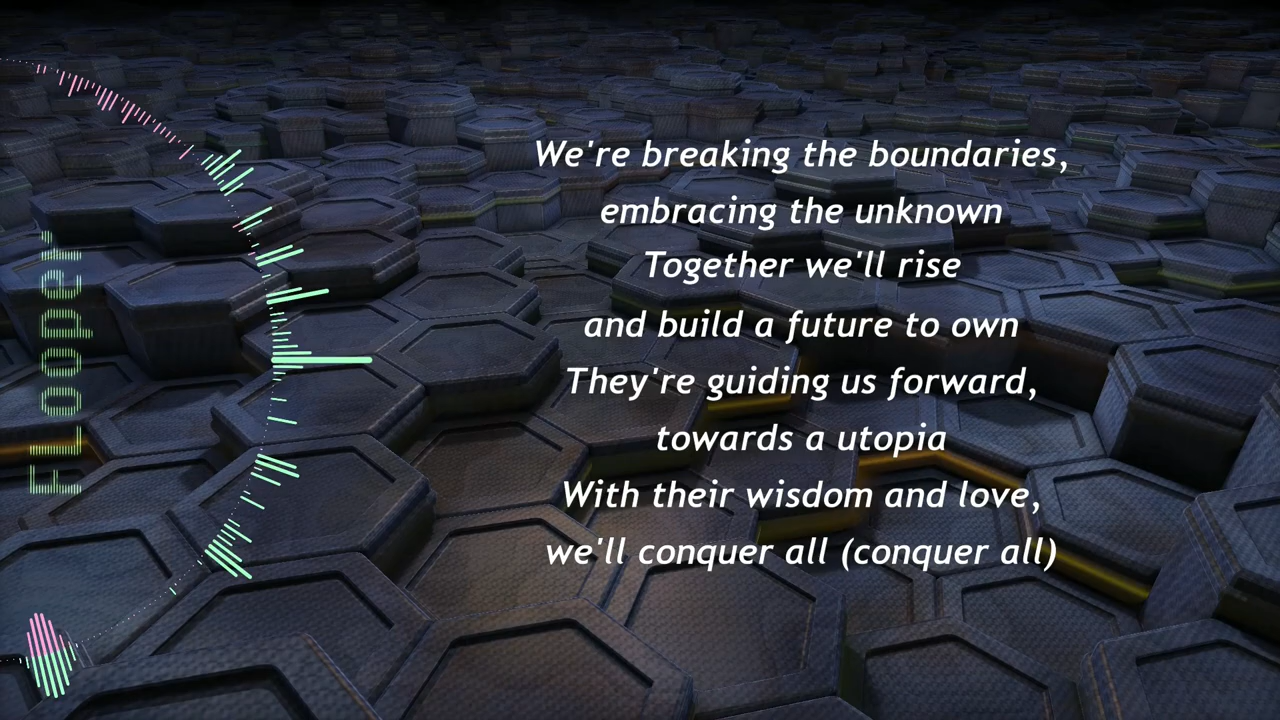 FLOOPER
We're breaking the boundaries,
embracing the unknown
Together we'll rise
and build a future to own
They're guiding us forward,
towards a utopia
With their wisdom and love,
we'll conquer all (conquer all)